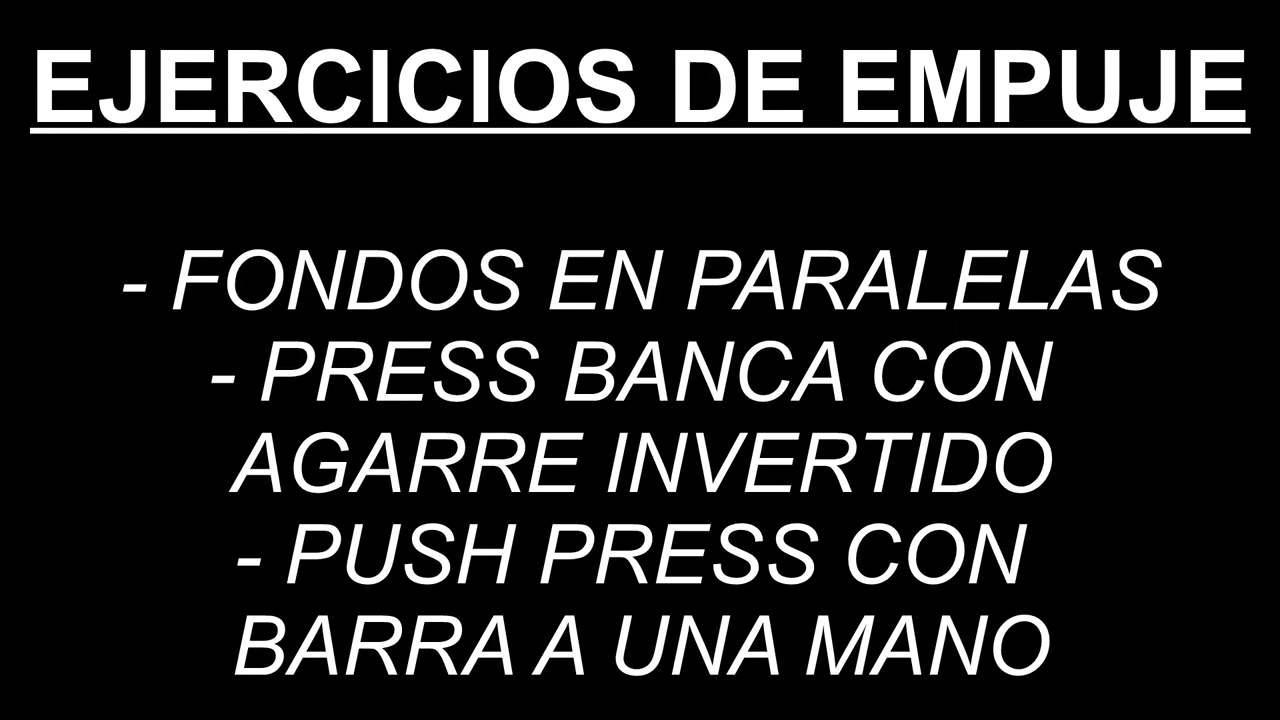 EJERCICIOS DE EMPUJE
- FONDOS EN PARALELAS
- PRESS BANCA CON
AGARRE INVERTIDO
- PUSH PRESS CON
BARRA A UNA MANO